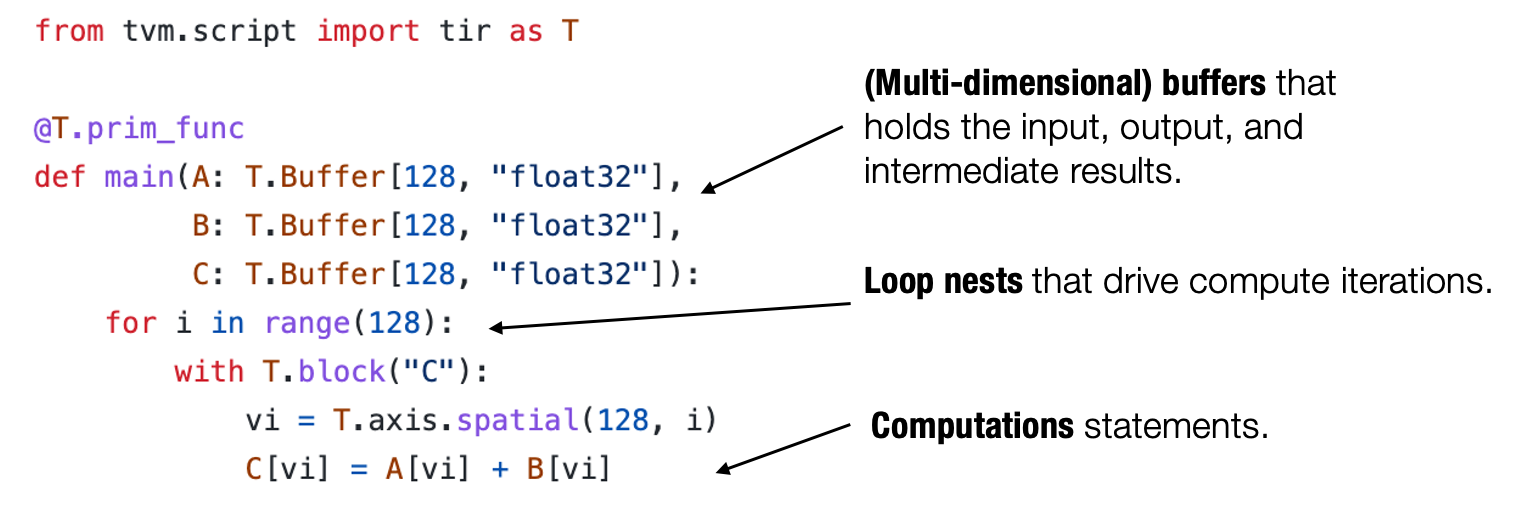 from tvm.script import tir as T
@T.prim_func
def main(A: T.Buffer[128, "float32"],
B: T.Buffer[128, "float32"],
C: T.Buffer[128, "float32"]):
for i in range(128):
with T.block("C"):
vi = T.axis.spatial(128, i)
C[vi] = A[vi] + B[vi]
(Multi-dimensional) buffers that
holds the input, output, and
intermediate results.
Loop nests that drive compute iterations.
Computations statements.